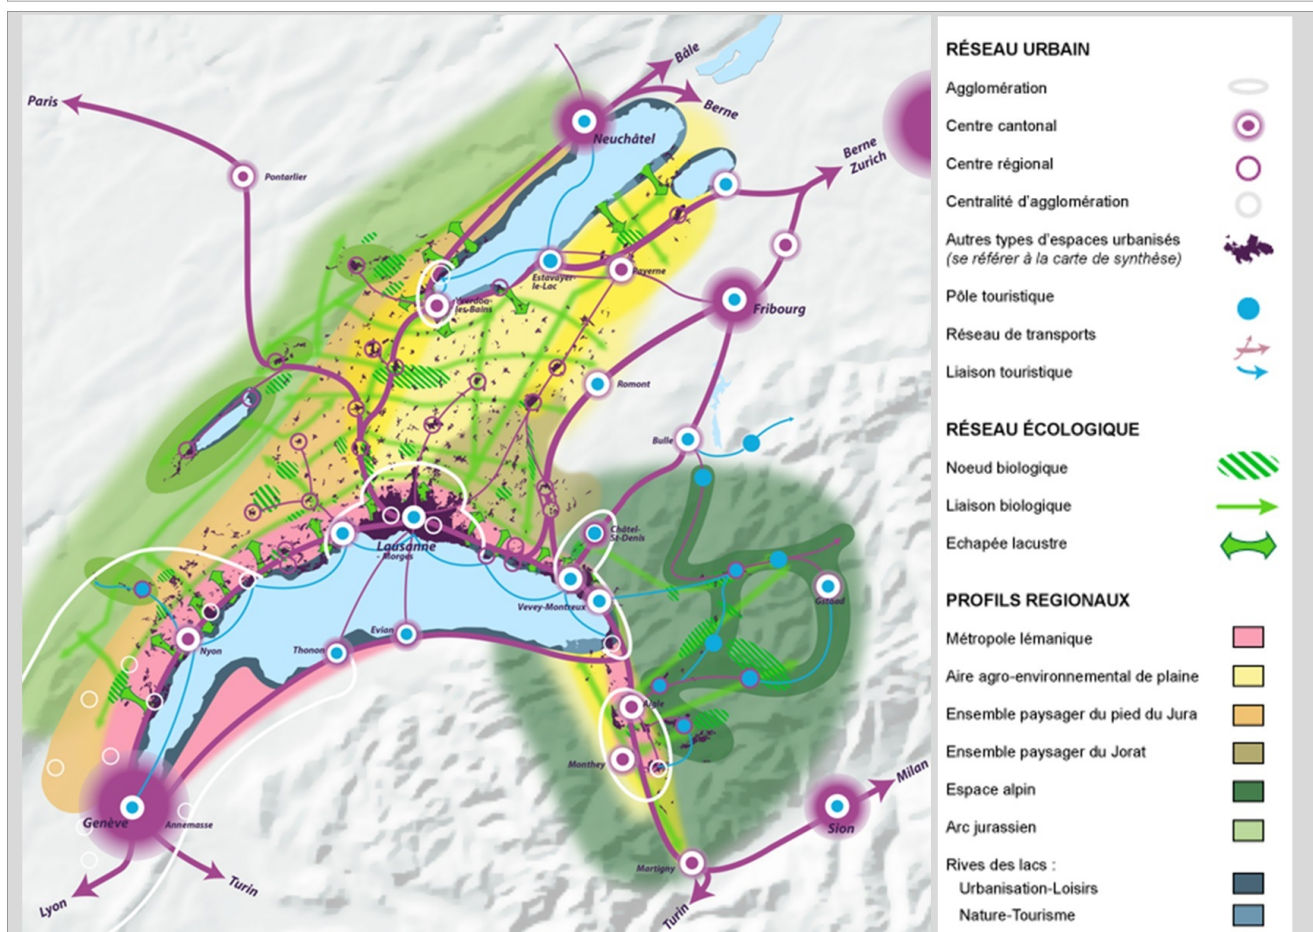 Paris
Bâle
Berne
Neuchâtel
Berne
Zurich
Pontarlier
Estavayer-
le-Lac
Payerne
Yverdon-
les-Bains
Fribourg
Romont
Bulle
Châtel-
St-Denis
Lausanne
- Morges
Vevey-Montreux
Gstaad
Evian
Thonon
Nyon
Aigle
Monthey
Milan
Genève
Annemasse
Sion
Martigny
Turin
Lyon
Turin
RÉSEAU URBAIN
Agglomération
Centre cantonal
Centre régional
Centralité d'agglomération
Autres types d'espaces urbanisés
(se référer à la carte de synthèse)
Pôle touristique
Réseau de transports
Liaison touristique
RÉSEAU ÉCOLOGIQUE
Noeud biologique
Liaison biologique
Echapée lacustre
PROFILS REGIONAUX
Métropole lémanique
Aire agro-environnemental de plaine
Ensemble paysager du pied du Jura
Ensemble paysager du Jorat
Espace alpin
Arc jurassien
Rives des lacs :
Urbanisation-Loisirs
Nature-Tourisme